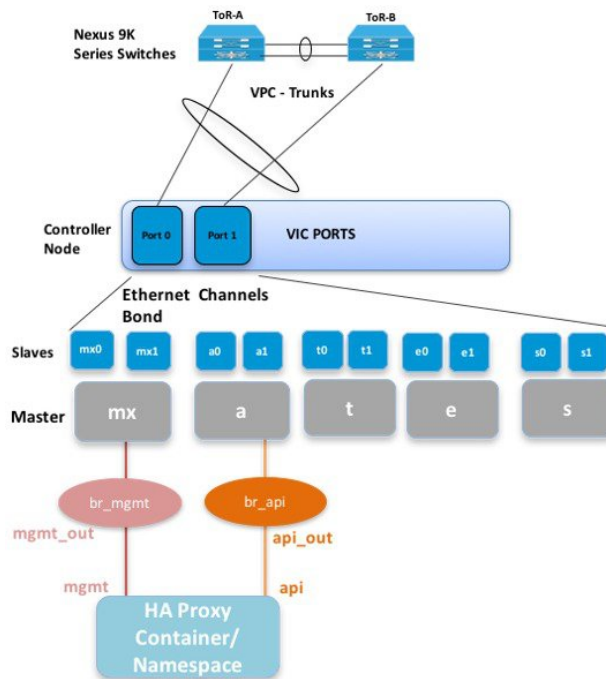 ToR-A
ToR-B
Nexus 9K
Series Switches
VPC - Trunks
Controller
Node
Port 0
Port 1
VIC PORTS
Ethernet Channels
Bond
Slaves
mx0
mx1
a0
a1
t0
t1
e0
e1
s0
s1
Master
mx
a
t
e
s
br_mgmt
br_api
mgmt_out
api_out
mgmt
api
HA Proxy
Container/
Namespace